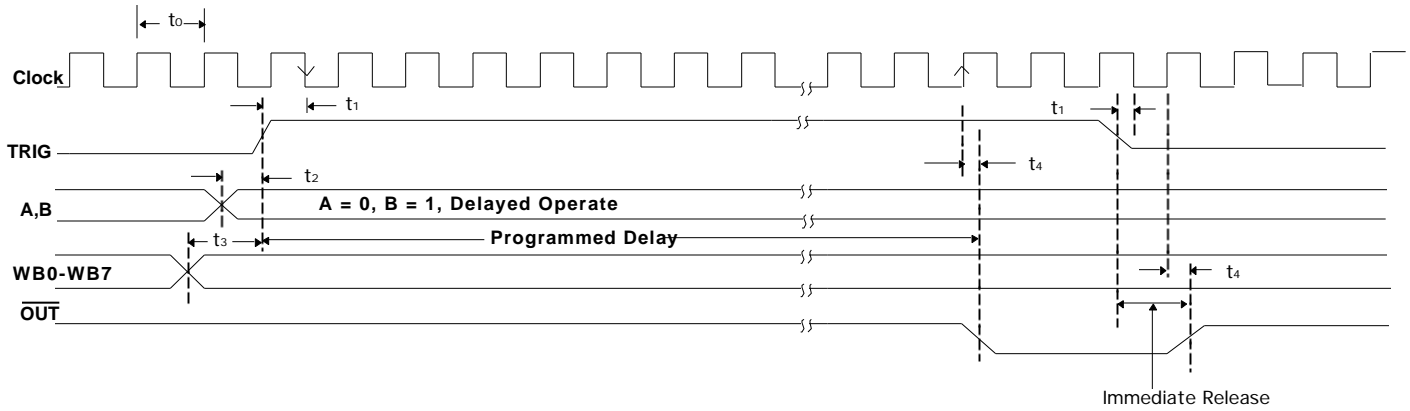 t0
Clock
t1
t1
TRIG
t4
t2
A,B
A = 0, B = 1, Delayed Operate
t3
Programmed Delay
WB0-WB7
t4
OUT
Immediate Release